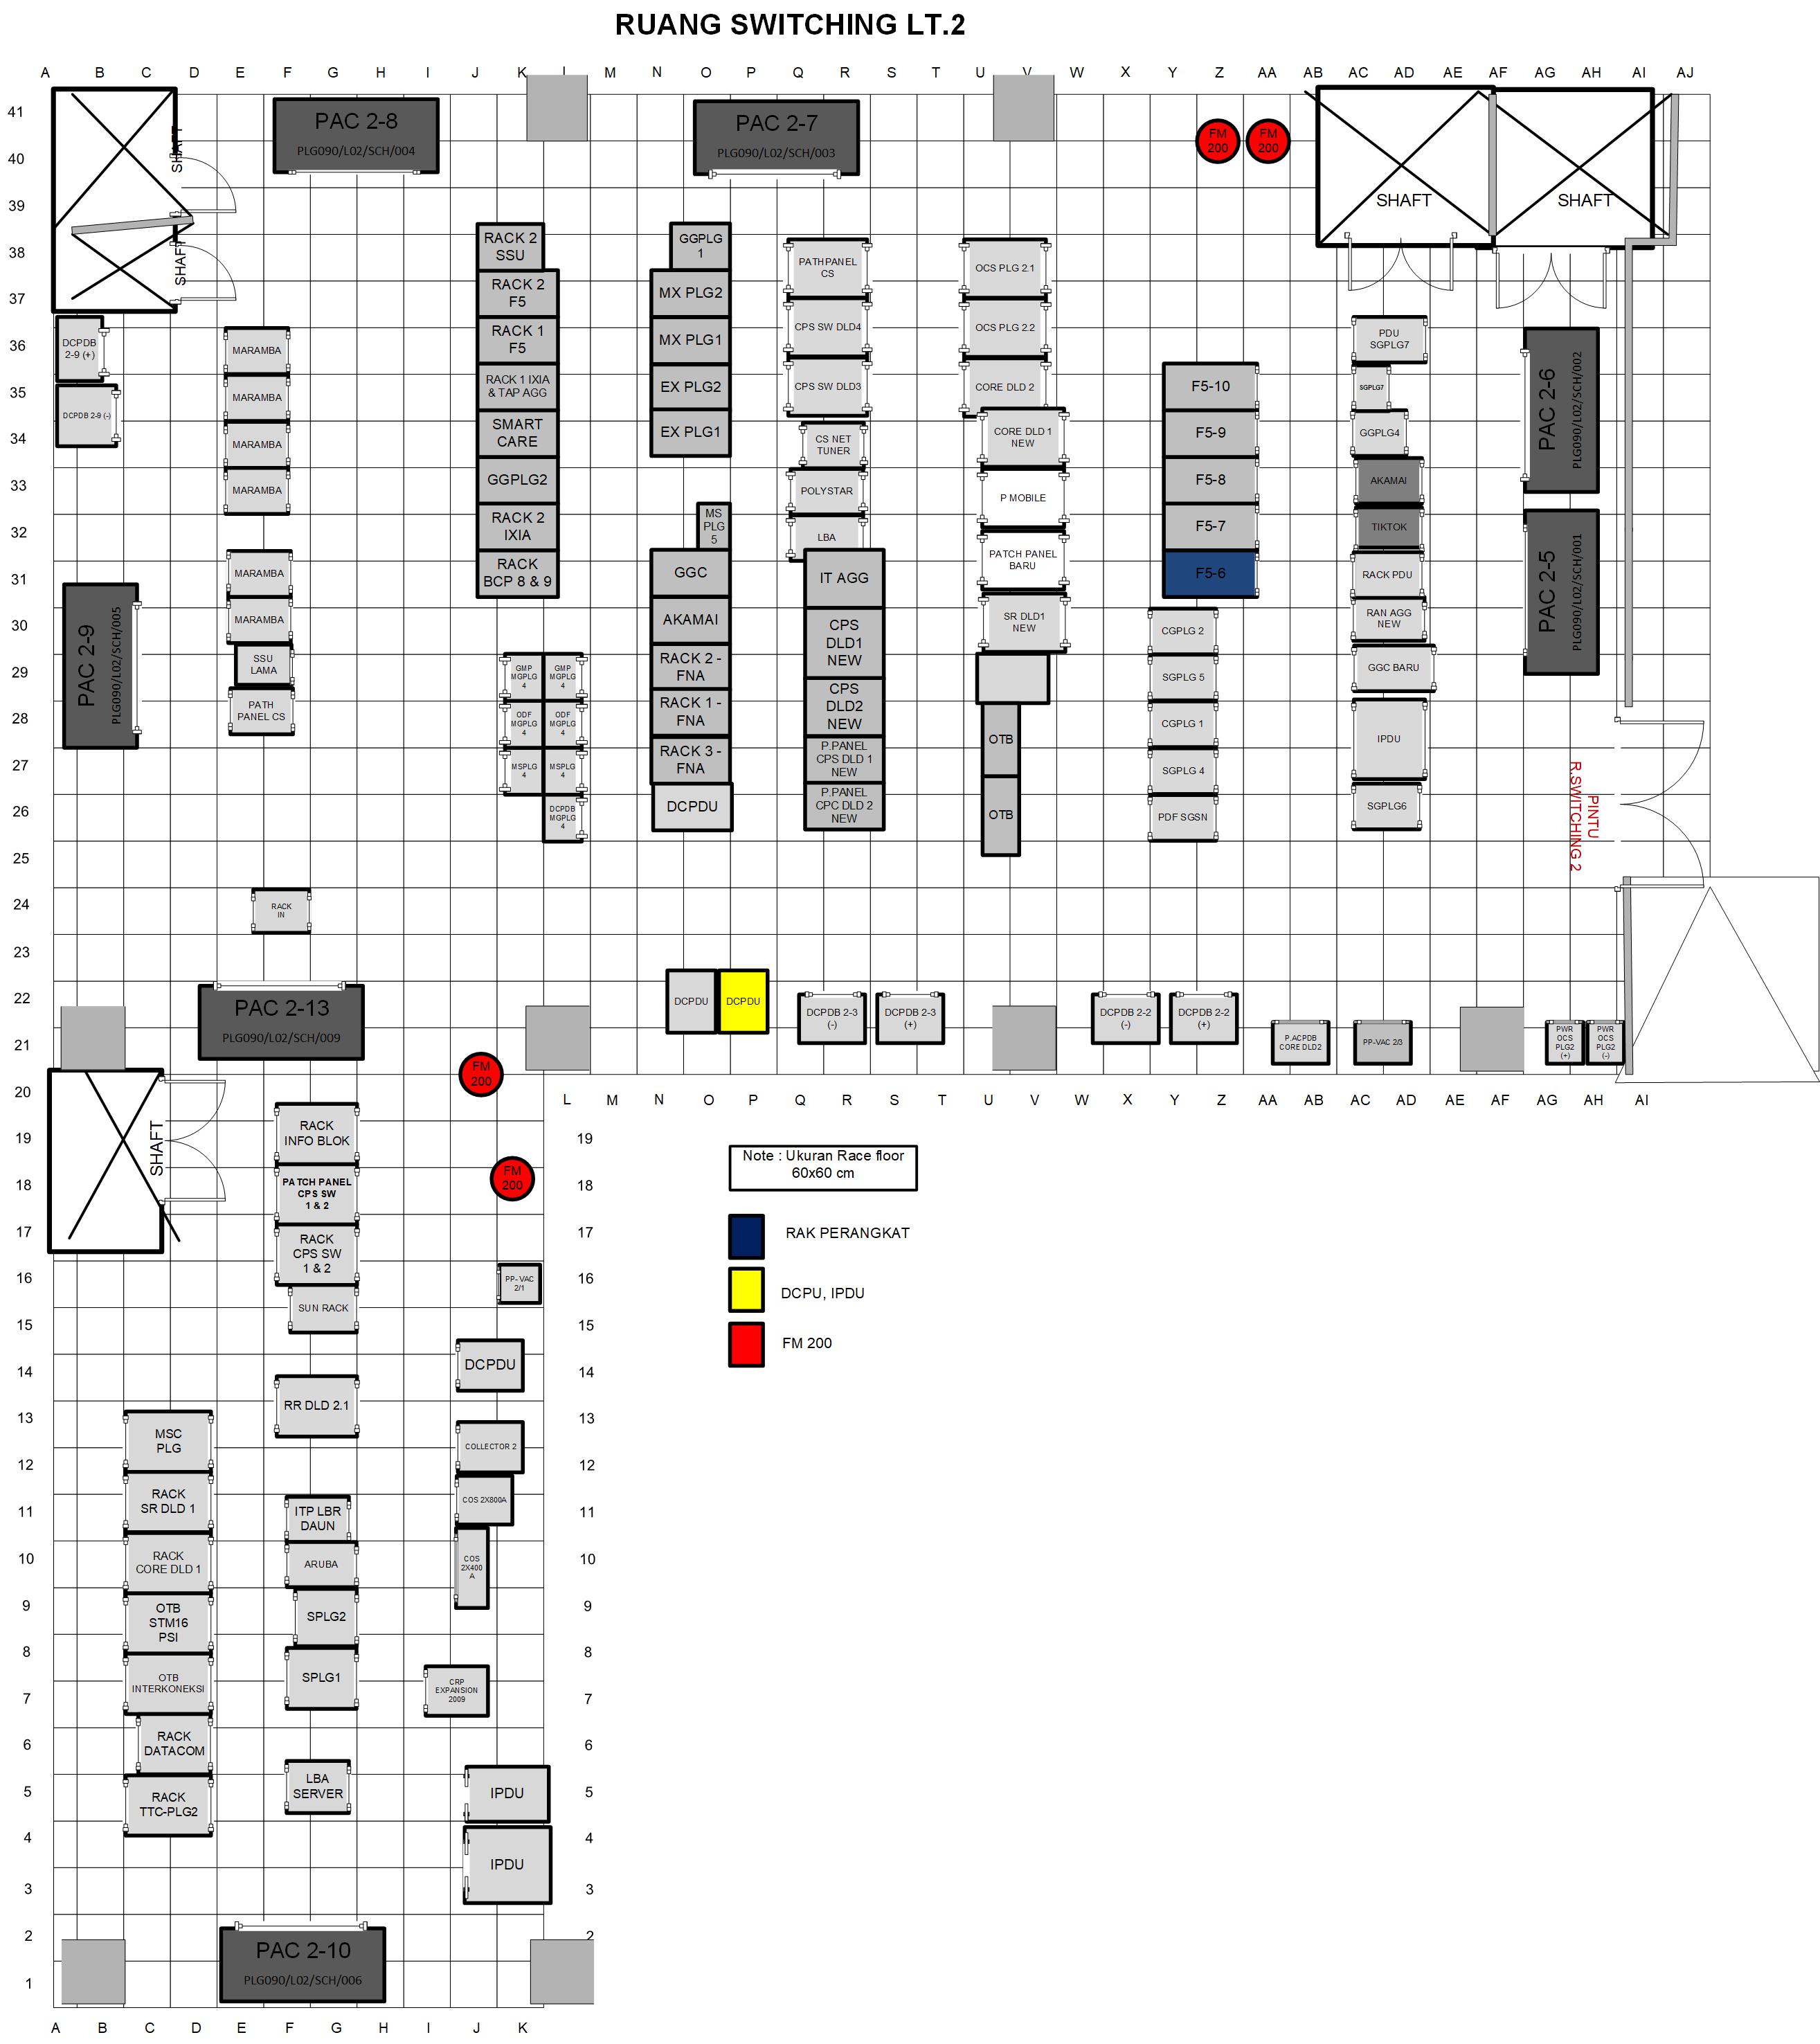 RUANG SWITCHING LT.2
A B C D E F G H I J K L M N O P Q R S T U V W X Y Z AA AB AC AD AE AF AG AH AI AJ
41
40
39
38
37
36
35
34
33
32
31
30
29
28
27
26
25
24
23
22
21
20
19
18
17
16
15
14
13
12
11
10
9
8
7
6
5
4
3
2
1
SHAFT
SHAFT
PAC 2-8
PLG090/L02/SCH/004
PAC 2-7
PLG090/L02/SCH/003
FM
200
FM
200
SHAFT
SHAFT
DCPDB
2-9 (+)
DCPDB 2-9 (-)
PAC 2-9
PLG090/L02/SCH/005
MARAMBA
MARAMBA
MARAMBA
MARAMBA
MARAMBA
MARAMBA
SSU
LAMA
PATH
PANEL CS
RACK
IN
RACK 2
SSU
RACK 2
F5
RACK 1
F5
RACK 1 IXIA
& TAP AGG
SMART
CARE
GGPLG2
RACK 2
IXIA
RACK
BCP 8 & 9
GMP
MGPLG
4
GMP
MGPLG
4
ODF
MGPLG
4
ODF
MGPLG
4
MSPLG
4
MSPLG
4
DCPDB
MGPLG
4
GGPLG
1
MX PLG2
MX PLG1
EX PLG2
EX PLG1
MS
PLG
5
GGC
AKAMAI
RACK 2 -
FNA
RACK 1 -
FNA
RACK 3 -
FNA
DCPDU
PATHPANEL
CS
CPS SW DLD4
CPS SW DLD3
CS NET
TUNER
POLYSTAR
LBA
IT AGG
CPS
DLD1
NEW
CPS
DLD2
NEW
P.PANEL
CPS DLD 1
NEW
P.PANEL
CPC DLD 2
NEW
OCS PLG 2.1
OCS PLG 2.2
CORE DLD 2
CORE DLD 1
NEW
P MOBILE
PATCH PANEL
BARU
SR DLD1
NEW
OTB
OTB
F5-10
F5-9
F5-8
F5-7
F5-6
CGPLG 2
SGPLG 5
CGPLG 1
SGPLG 4
PDF SGSN
PDU
SGPLG7
SGPLG7
GGPLG4
AKAMAI
TIKTOK
RACK PDU
RAN AGG
NEW
GGC BARU
IPDU
SGPLG6
PAC 2-6
PLG090/L02/SCH/002
PAC 2-5
PLG090/L02/SCH/001
PINTU
R.SWITCHING 2
PAC 2-13
PLG090/L02/SCH/009
DCPDU
DCPDU
DCPDB 2-3
(-)
DCPDB 2-3
(+)
DCPDB 2-2
(-)
DCPDB 2-2
(+)
P.ACPDB
CORE DLD2
PP-VAC 2/3
PWR
OCS
PLG2
(+)
PWR
OCS
PLG2
(-)
L M N O P Q R S T U V W X Y Z AA AB AC AD AE AF AG AH AI
FM
200
FM
200
SHAFT
RACK
INFO BLOK
PATCH PANEL
CPS SW
1 & 2
RACK
CPS SW
1 & 2
SUN RACK
RR DLD 2.1
PP- VAC
2/1
DCPDU
COLLECTOR 2
COS 2X800A
COS
2X400
A
MSC
PLG
RACK
SR DLD 1
RACK
CORE DLD 1
OTB
STM16
PSI
OTB
INTERKONEKSI
RACK
DATACOM
RACK
TTC-PLG2
ITP LBR
DAUN
ARUBA
SPLG2
SPLG1
LBA
SERVER
CRP
EXPANSION
2009
IPDU
IPDU
PAC 2-10
PLG090/L02/SCH/006
19
18
17
16
15
14
13
12
11
10
9
8
7
6
5
4
3
2
A B C D E F G H I J K
Note : Ukuran Race floor
60x60 cm
RAK PERANGKAT
DCPU, IPDU
FM 200